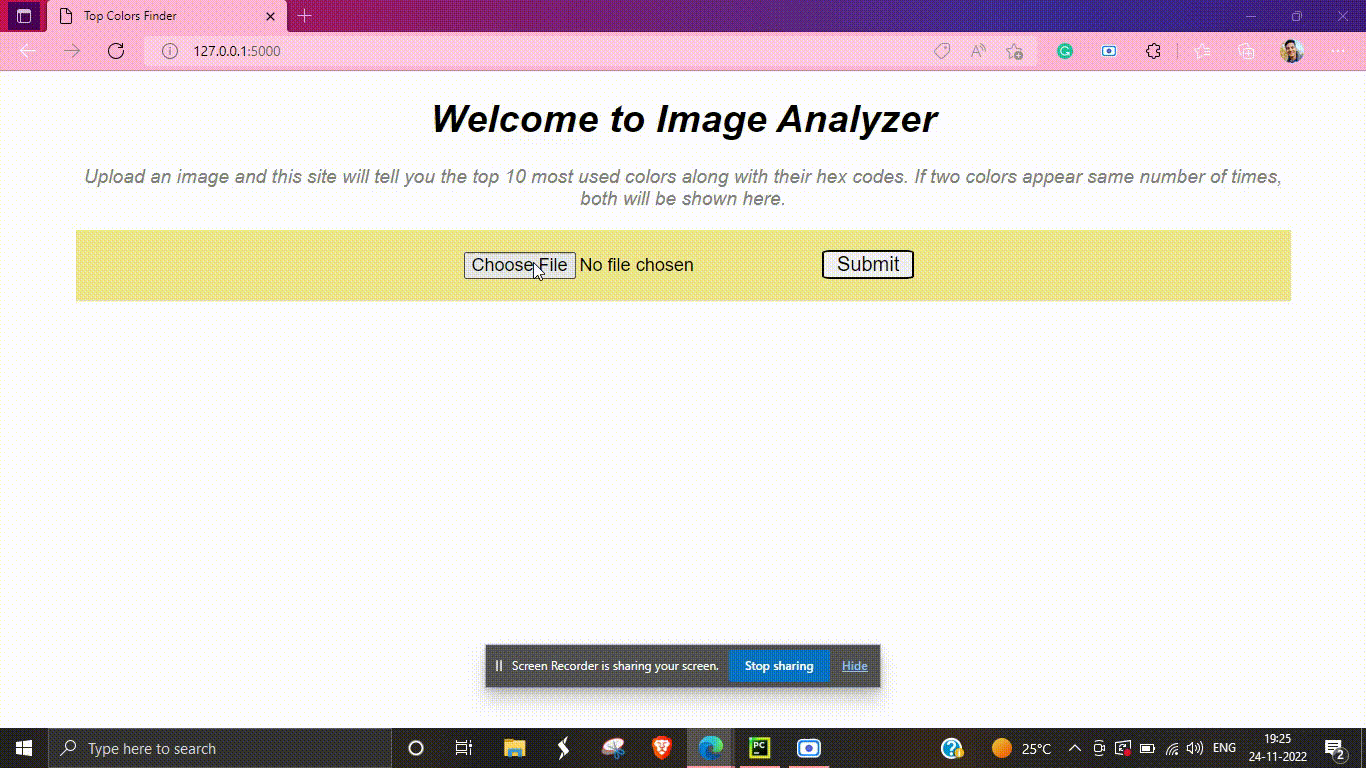 Top Colors Finder
127.0.0.1:5000
Welcome to Image Analyzer
Upload an image and this site will tell you the top 10 most used colors along with their hex codes. If two colors appear same number of times,
both will be shown here.
Choose File No file chosen
Submit
Screen Recorder is sharing your screen.
Stop sharing
Hide
Type here to search
PC
25°C
ENG
19:25
24-11-2022
2